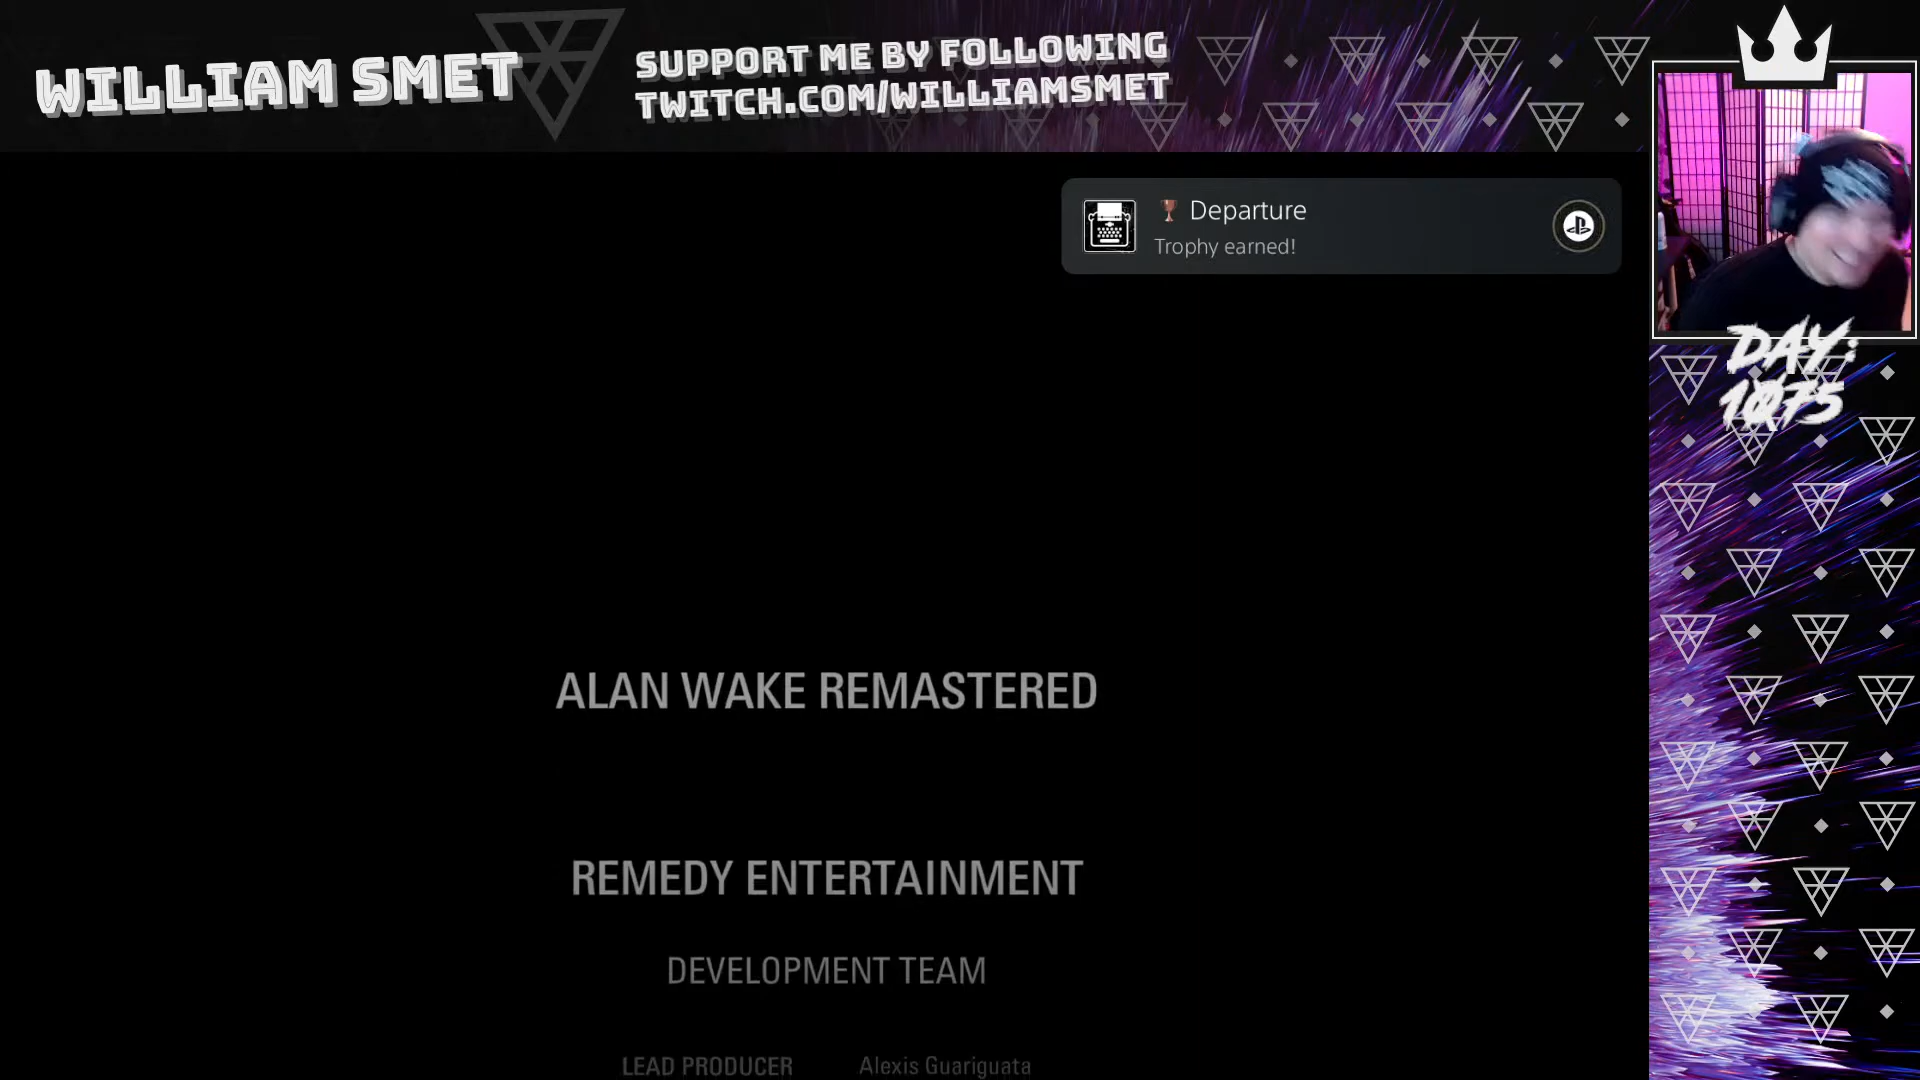 WILLIAM SMET
SUPPORT ME BY FOLLOWING
TWITCH.COM/WILLIAMSMET
Departure
Trophy earned!
DAY:
1075
ALAN WAKE REMASTERED
REMEDY ENTERTAINMENT
DEVELOPMENT TEAM
LEAD PRODUCER Alexis Guariguata